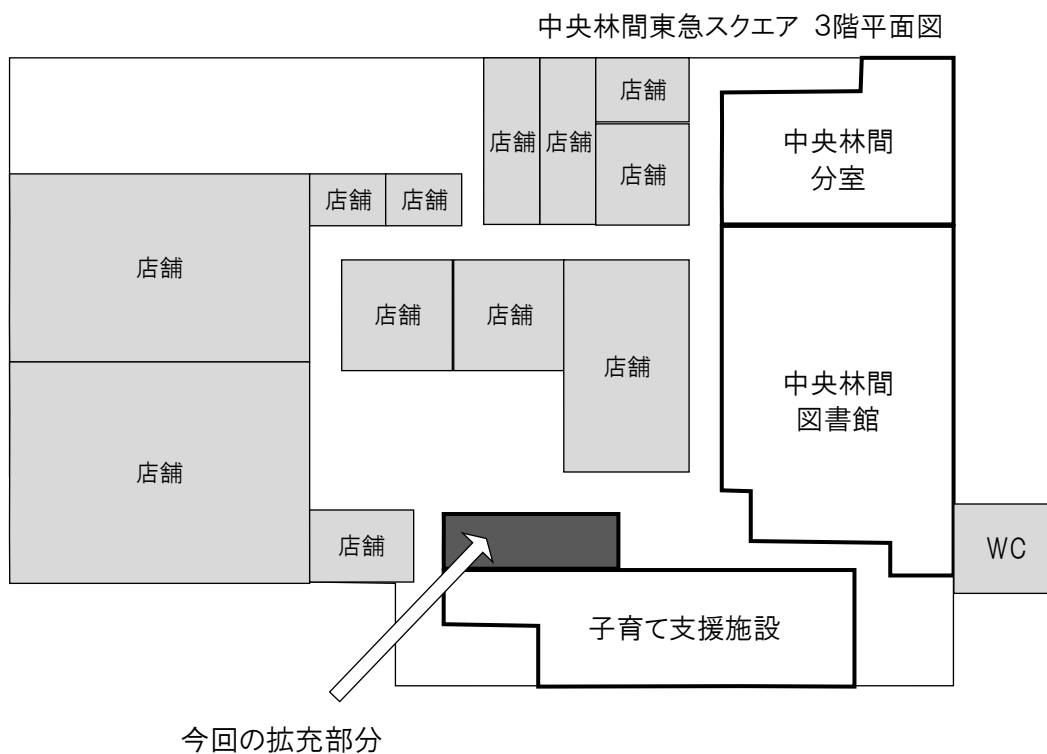 中央林間東急スクエア 3階平面図
店舗
店舗
店舗
店舗
中央林間
分室
店舗
店舗
店舗
店舗
店舗
店舗
中央林間
図書館
店舗
店舗
店舗
WC
子育て支援施設
今回の拡充部分